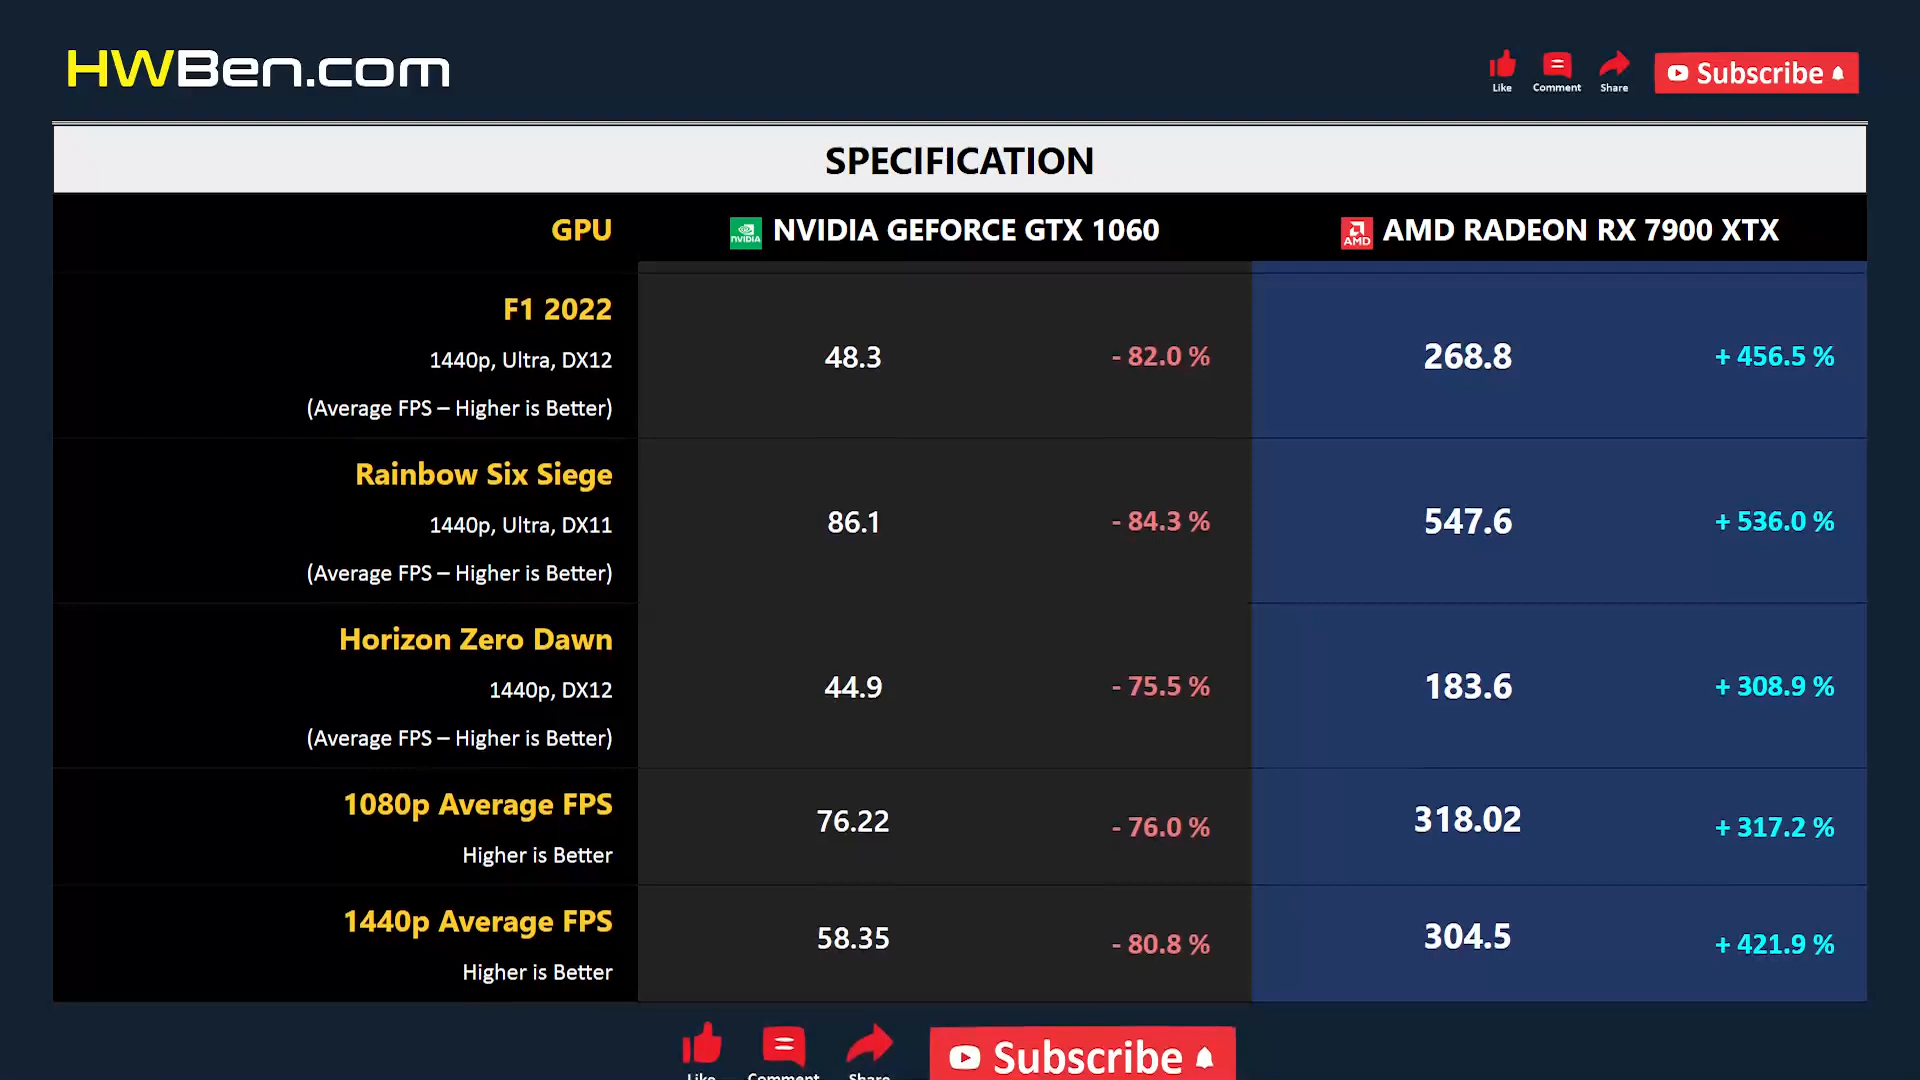 HWBen.com
Like
Comment
Share
Subscribe
SPECIFICATION
GPU
NVIDIA
NVIDIA GEFORCE GTX 1060
AMD
AMD RADEON RX 7900 XTX
F1 2022
1440p, Ultra, DX12
(Average FPS – Higher is Better)
48.3
- 82.0 %
268.8
+ 456.5 %
Rainbow Six Siege
1440p, Ultra, DX11
(Average FPS – Higher is Better)
86.1
- 84.3 %
547.6
+ 536.0 %
Horizon Zero Dawn
1440p, DX12
(Average FPS – Higher is Better)
44.9
- 75.5 %
183.6
+ 308.9 %
1080p Average FPS
Higher is Better
76.22
- 76.0 %
318.02
+ 317.2 %
1440p Average FPS
Higher is Better
58.35
- 80.8 %
304.5
+ 421.9 %
Like
Comment
Share
Subscribe